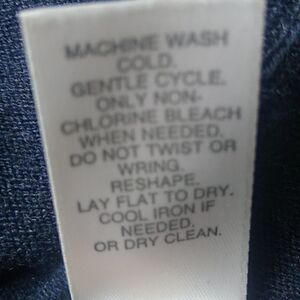 MACHINE WASH
COLD.
GENTLE CYCLE.
ONLY NON-
CHLORINE BLEACH
WHEN NEEDED.
DO NOT TWIST OR
WRING.
RESHAPE.
LAY FLAT TO DRY.
COOL IRON IF
NEEDED.
OR DRY CLEAN.